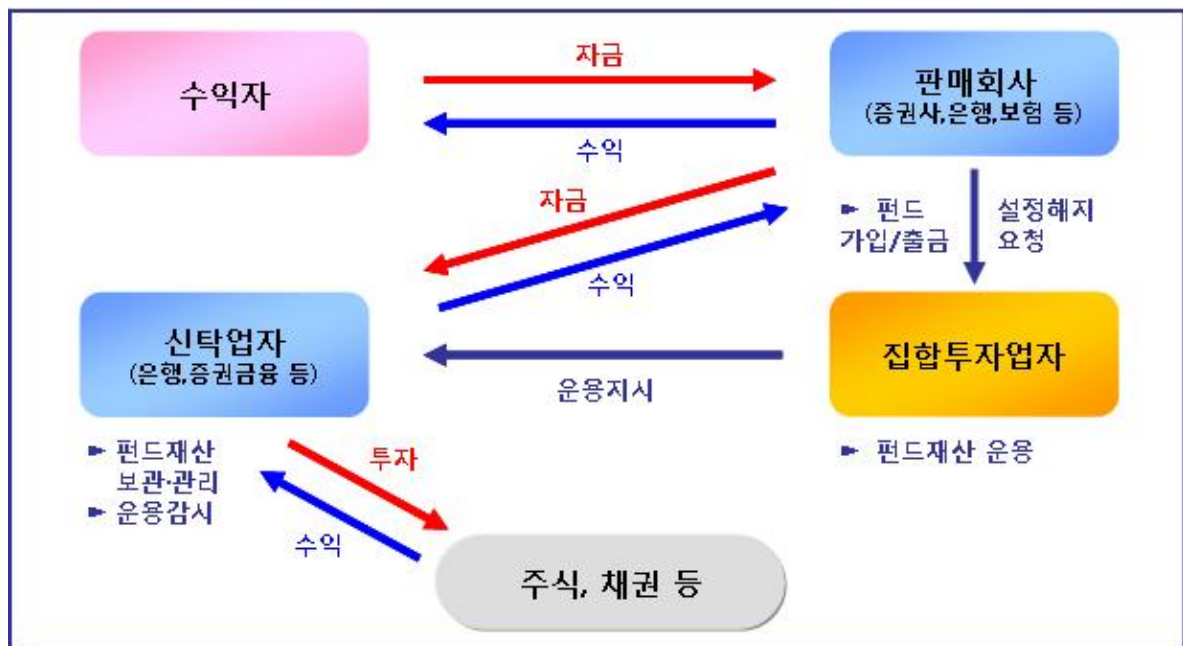 수익자
자금
수익
판매회사
(증권사,은행,보험 등)
► 펀드
가입/출금
설정해지
요청
자금
수익
신탁업자
(은행,증권금융 등)
운용지시
집합투자업자
► 펀드재산
보관·관리
► 운용감시
► 펀드재산 운용
투자
수익
주식, 채권 등